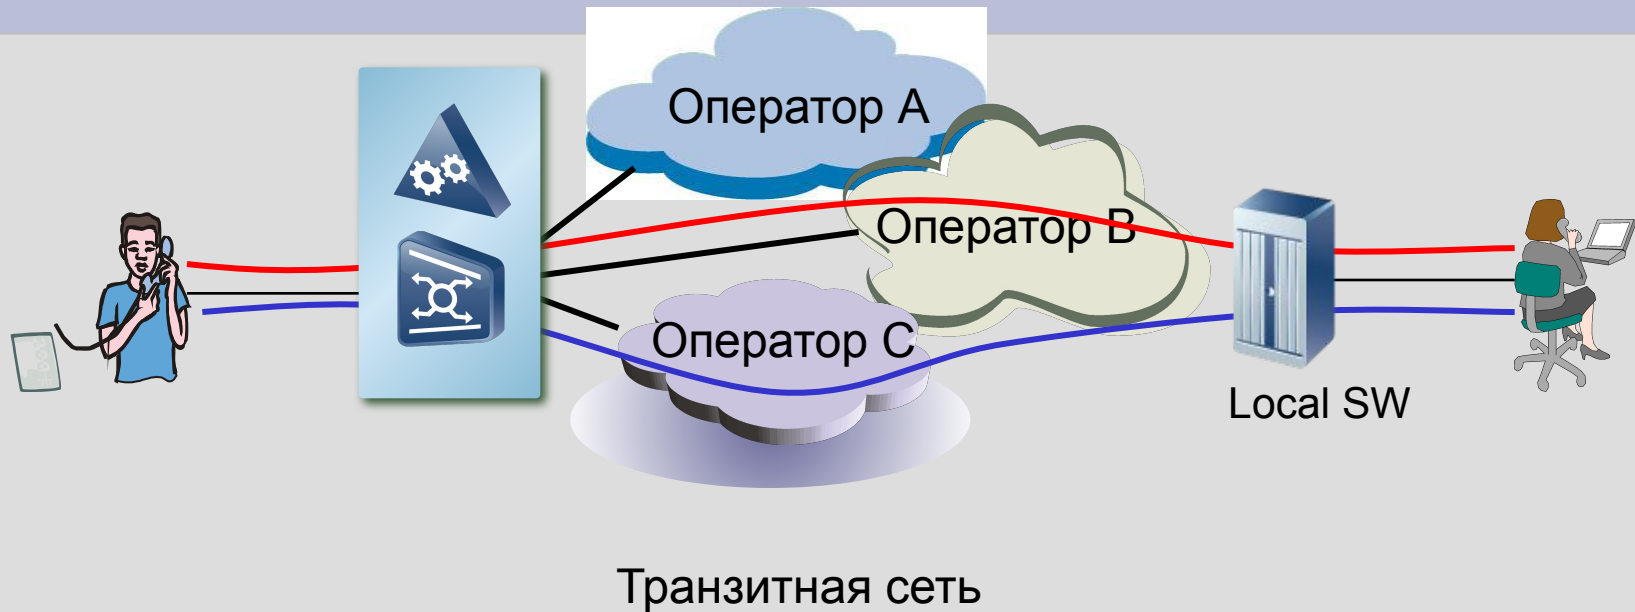 Оператор A
Оператор B
Оператор C
Local SW
Транзитная сеть